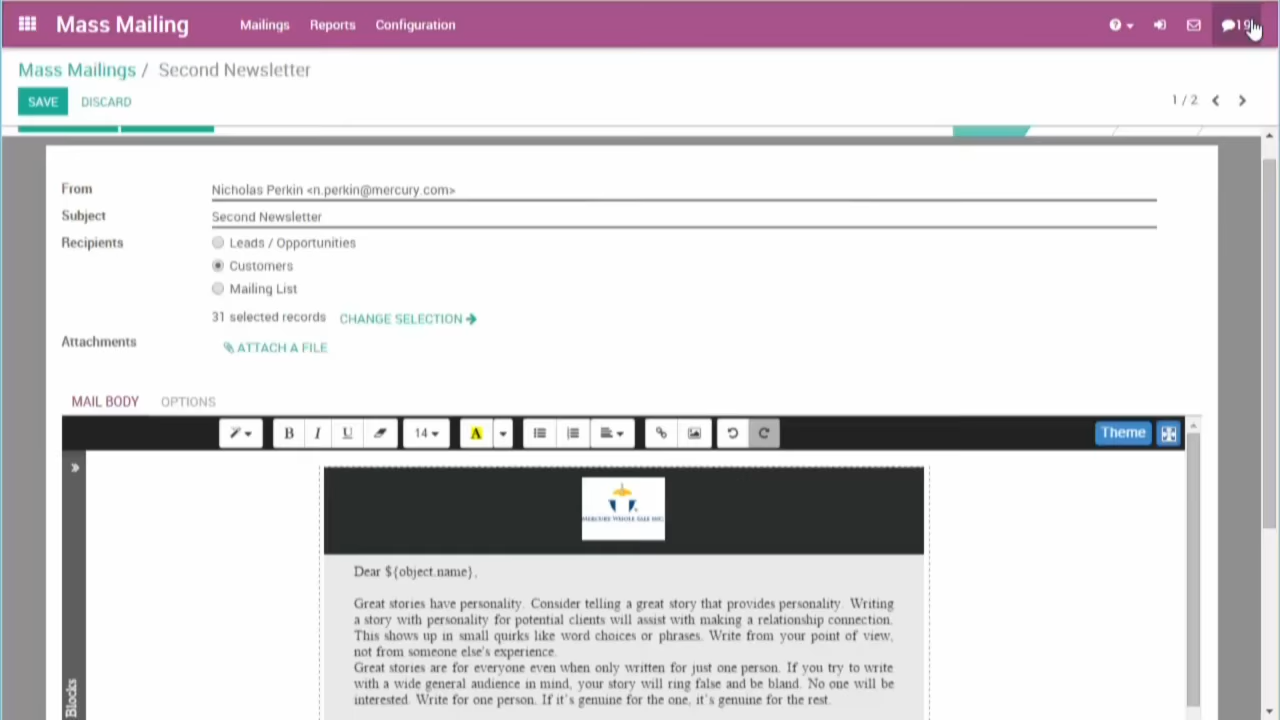 Mass Mailing Mailings Reports Configuration
Mass Mailings / Second Newsletter
SAVE DISCARD 1 / 2
From Nicholas Perkin <n.perkin@mercury.com>
Subject Second Newsletter
Recipients Leads / Opportunities
Customers
Mailing List
31 selected records CHANGE SELECTION
Attachments ATTACH A FILE
MAIL BODY OPTIONS
B I U 14 A Theme
MERCURY WHOLE SALE INC.
Dear ${object.name},
Great stories have personality. Consider telling a great story that provides personality. Writing
a story with personality for potential clients will assist with making a relationship connection.
This shows up in small quirks like word choices or phrases. Write from your point of view,
not from someone else's experience.
Great stories are for everyone even when only written for just one person. If you try to write
with a wide general audience in mind, your story will ring false and be bland. No one will be
interested. Write for one person. If it's genuine for the one, it's genuine for the rest.
Blocks